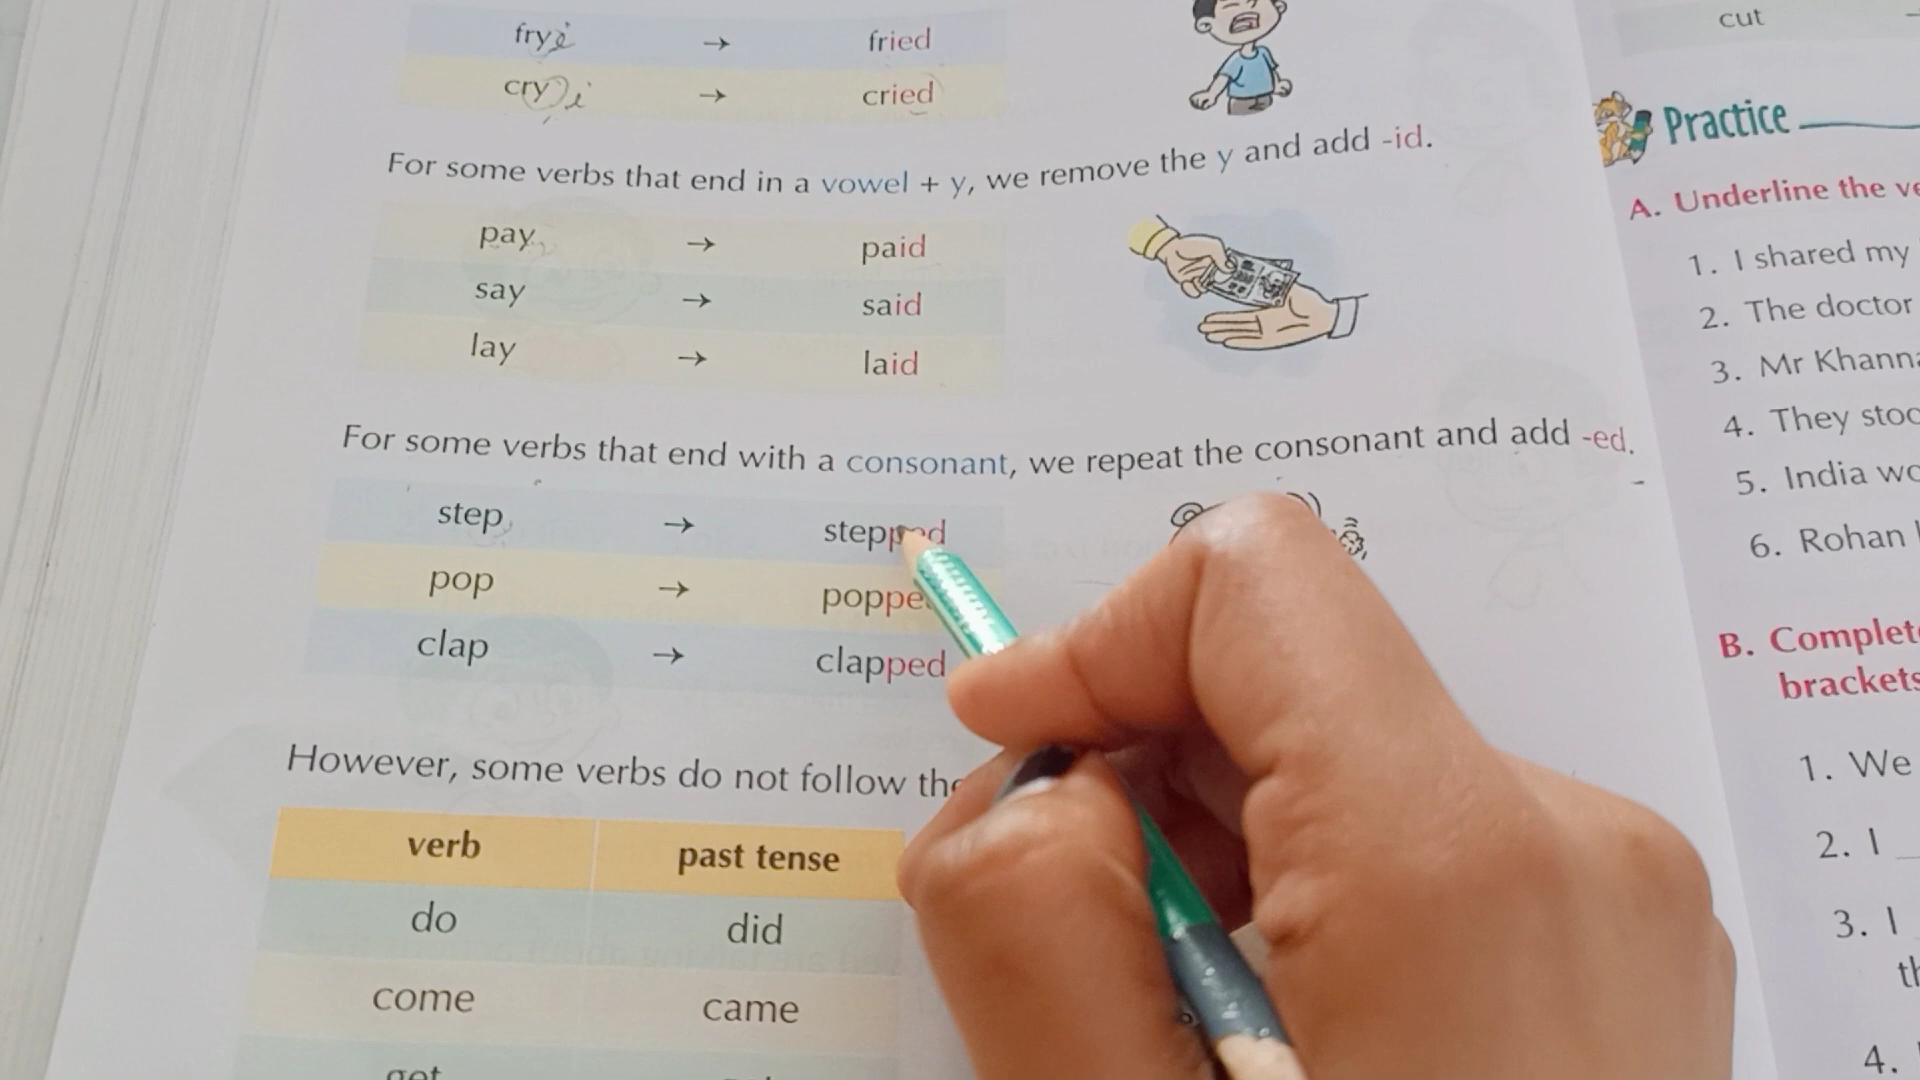 fry i → fried
cry i → cried
For some verbs that end in a vowel + y, we remove the y and add -id.
pay → paid
say → said
lay → laid
For some verbs that end with a consonant, we repeat the consonant and add -ed.
step → stepped
pop → poppe
clap → clapped
However, some verbs do not follow
verb past tense
do did
come came
cut
Practice
A. Underline the
1. I shared my
2. The doctor
3. Mr
4. They
5. India
6. Rohan
B.
brackets
1. We
2. I
3. I
4.